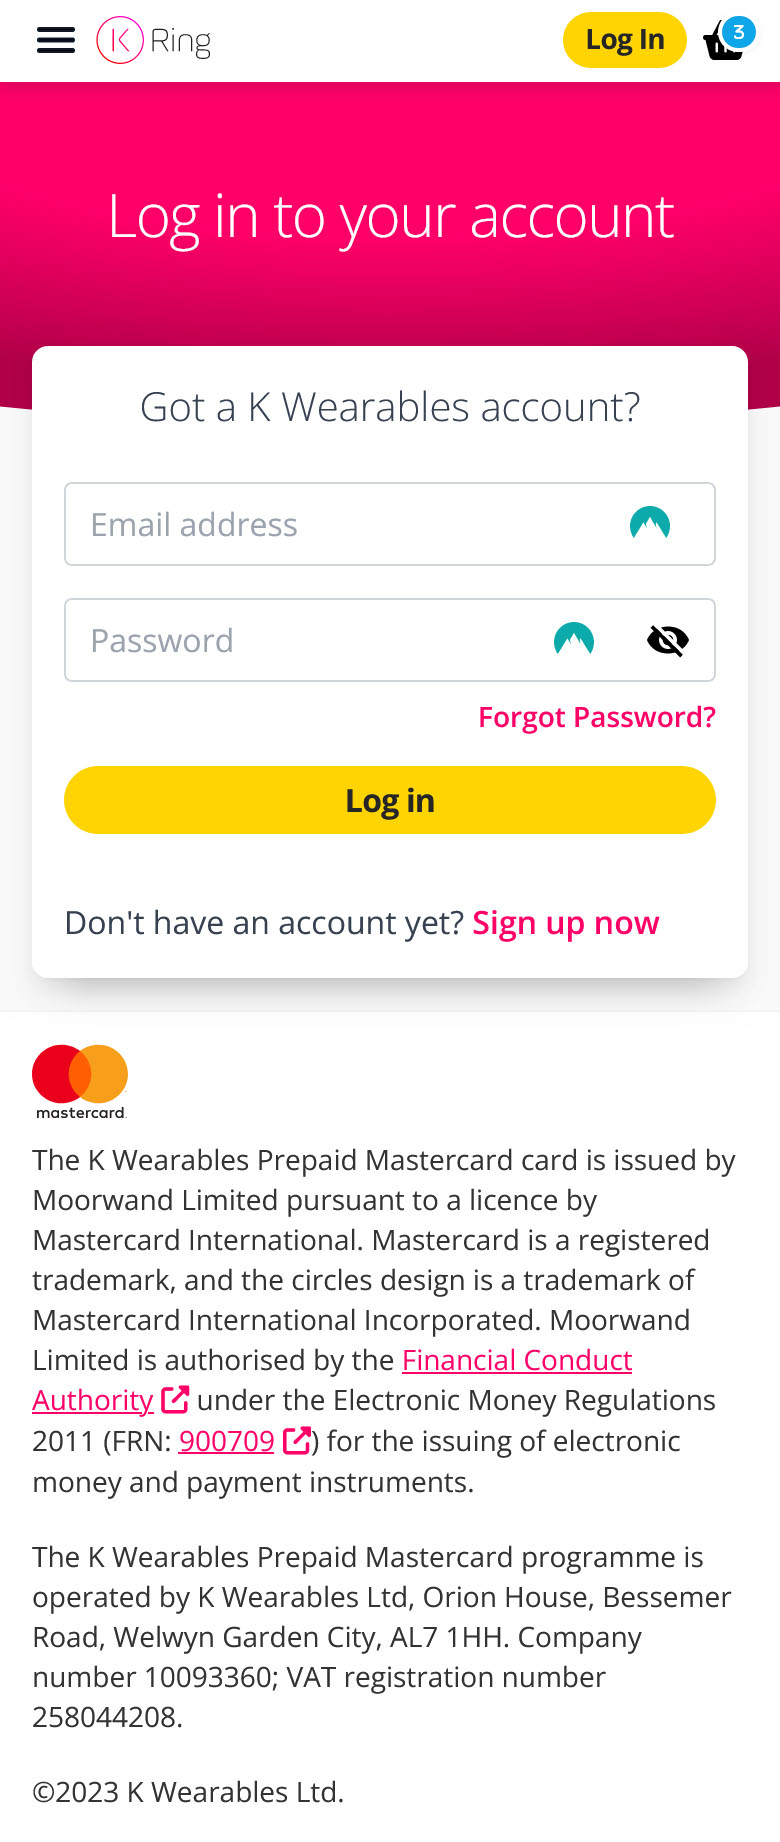 K Ring
Log In
3
Log in to your account
Got a K Wearables account?
Email address
Password
Forgot Password?
Log in
Don't have an account yet? Sign up now
mastercard.
The K Wearables Prepaid Mastercard card is issued by
Moorwand Limited pursuant to a licence by
Mastercard International. Mastercard is a registered
trademark, and the circles design is a trademark of
Mastercard International Incorporated. Moorwand
Limited is authorised by the Financial Conduct
Authority under the Electronic Money Regulations
2011 (FRN: 900709) for the issuing of electronic
money and payment instruments.
The K Wearables Prepaid Mastercard programme is
operated by K Wearables Ltd, Orion House, Bessemer
Road, Welwyn Garden City, AL7 1HH. Company
number 10093360; VAT registration number
258044208.
©2023 K Wearables Ltd.